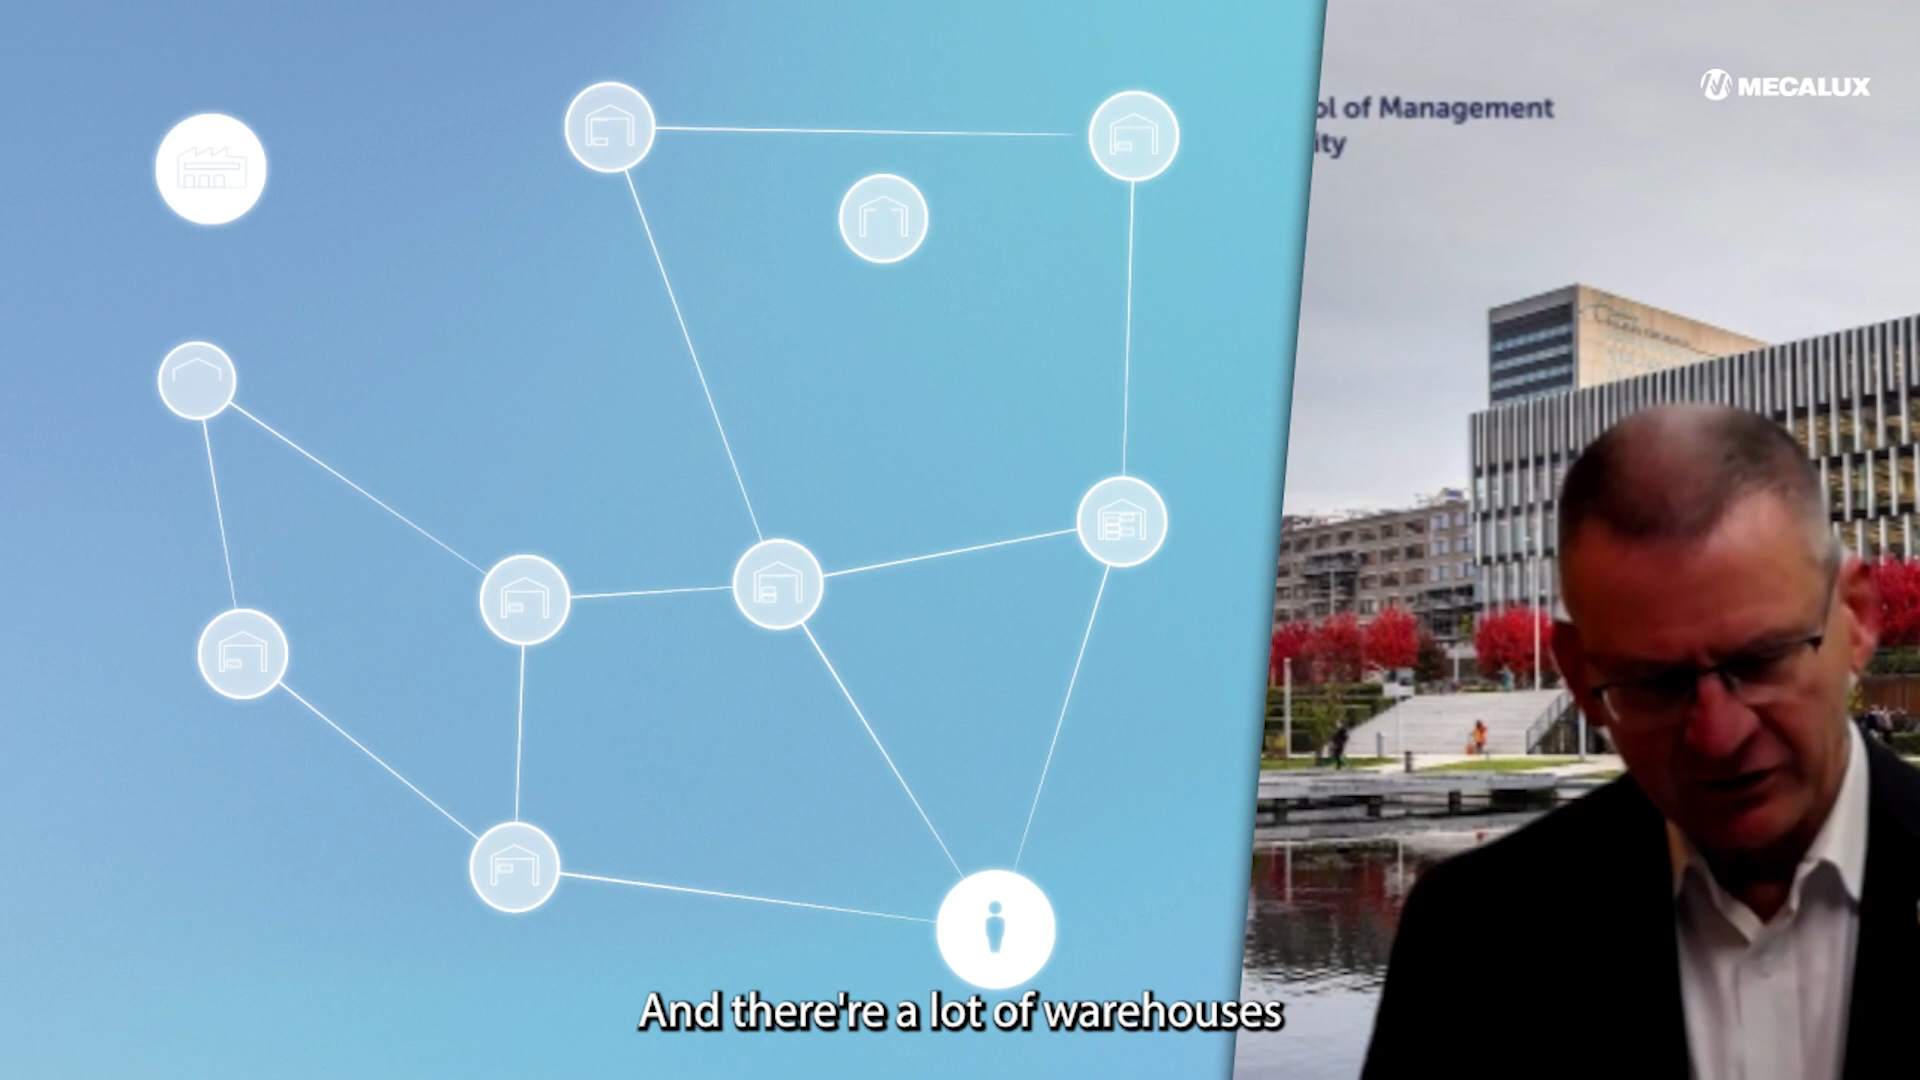 MECALUX
ol of Management
ity
And there're a lot of warehouses